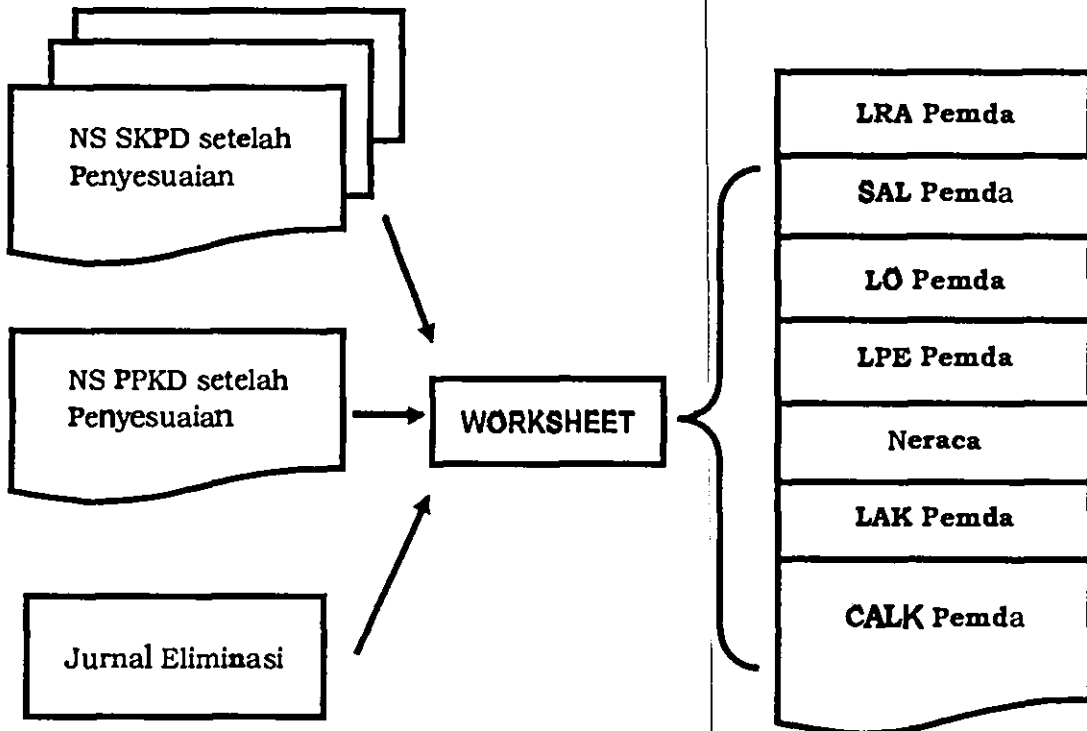 NS SKPD setelah
Penyesuaian
NS PPKD setelah
Penyesuaian
Jurnal Eliminasi
WORKSHEET
LRA Pemda
SAL Pemda
LO Pemda
LPE Pemda
Neraca
LAK Pemda
CALK Pemda